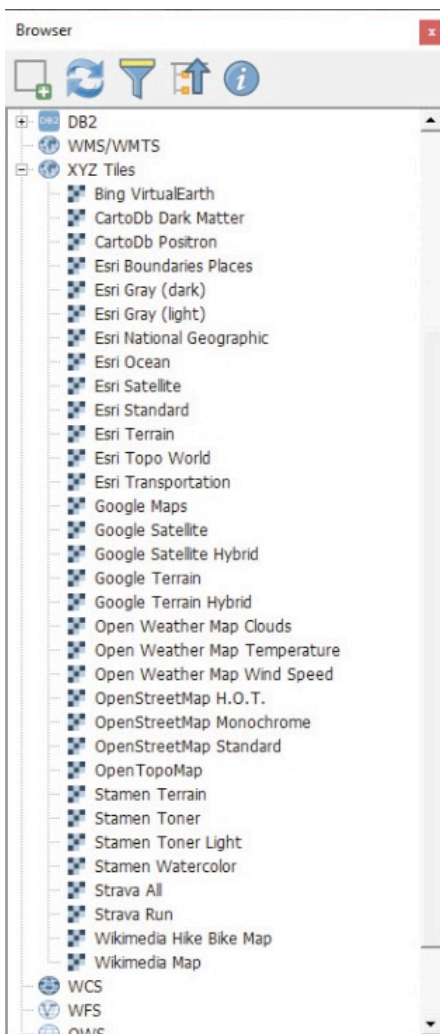 Browser
x
DB2 DB2
WMS/WMTS
XYZ Tiles
Bing VirtualEarth
CartoDb Dark Matter
CartoDb Positron
Esri Boundaries Places
Esri Gray (dark)
Esri Gray (light)
Esri National Geographic
Esri Ocean
Esri Satellite
Esri Standard
Esri Terrain
Esri Topo World
Esri Transportation
Google Maps
Google Satellite
Google Satellite Hybrid
Google Terrain
Google Terrain Hybrid
Open Weather Map Clouds
Open Weather Map Temperature
Open Weather Map Wind Speed
OpenStreetMap H.O.T.
OpenStreetMap Monochrome
OpenStreetMap Standard
OpenTopoMap
Stamen Terrain
Stamen Toner
Stamen Toner Light
Stamen Watercolor
Strava All
Strava Run
Wikimedia Hike Bike Map
Wikimedia Map
WCS
WFS
OWS